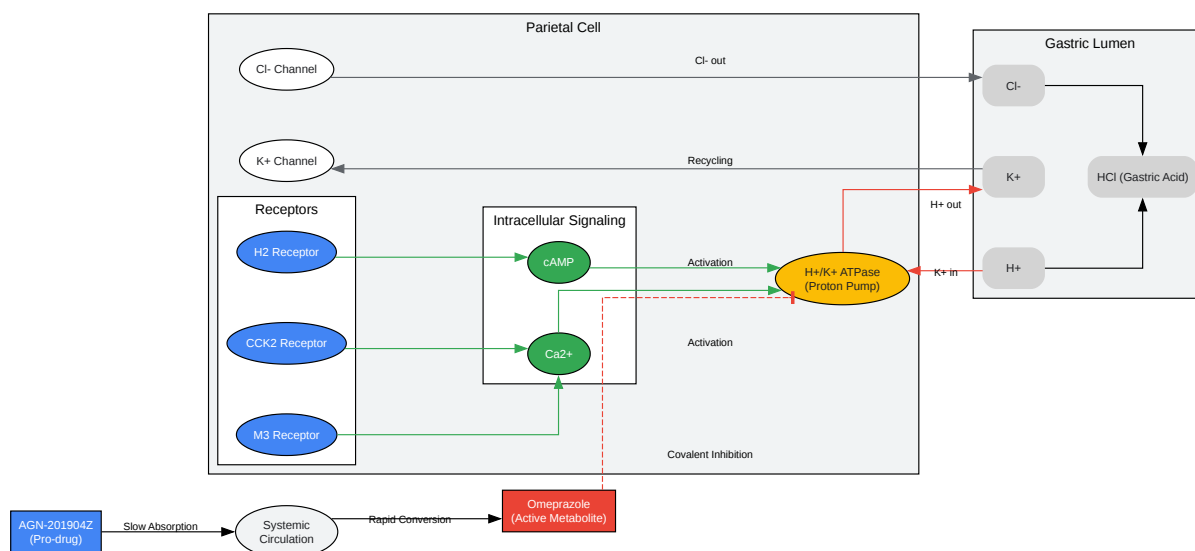 Parietal Cell
Gastric Lumen
Cl- Channel
Cl- out
Cl-
K+ Channel
Recycling
K+
HCl (Gastric Acid)
H+ out
Receptors
Intracellular Signaling
H2 Receptor
cAMP
Activation
H+/K+ ATPase
(Proton Pump)
K+ in
H+
CCK2 Receptor
Ca2+
Activation
M3 Receptor
Covalent Inhibition
AGN-201904Z
(Pro-drug)
Slow Absorption
Systemic
Circulation
Rapid Conversion
Omeprazole
(Active Metabolite)